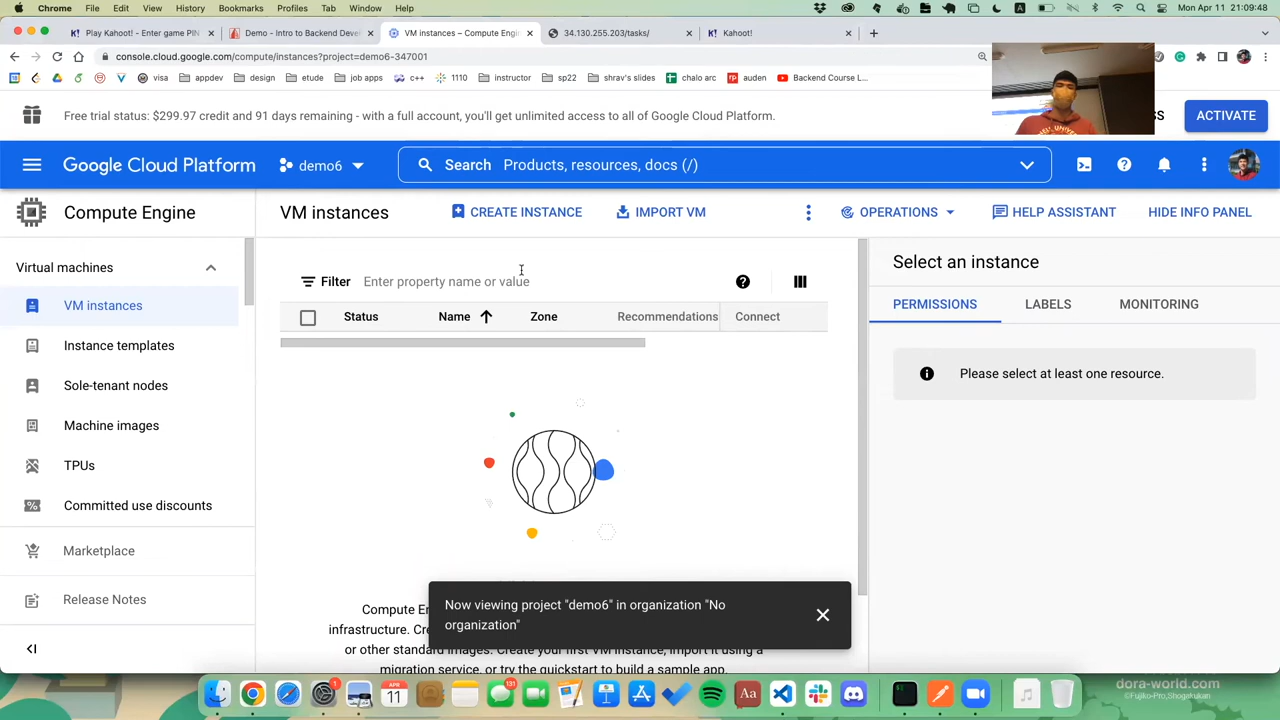 Chrome File Edit View History Bookmarks Profiles Tab Window Help
Mon Apr 11 21:09:48
Play Kahoot! - Enter game PIN
Demo - Intro to Backend Deve
VM instances – Compute Engin
34.130.255.203/tasks/
Kahoot!
console.cloud.google.com/compute/instances?project=demo6-347001
visa
appdev
design
etude
job apps
c++
1110
instructor
sp22
shrav's slides
chalo arc
auden
Backend Course L...
Free trial status: $299.97 credit and 91 days remaining - with a full account, you'll get unlimited access to all of Google Cloud Platform.
SS
ACTIVATE
Google Cloud Platform
demo6
Search Products, resources, docs (/)
Compute Engine
VM instances
CREATE INSTANCE
IMPORT VM
OPERATIONS
HELP ASSISTANT
HIDE INFO PANEL
Virtual machines
VM instances
Instance templates
Sole-tenant nodes
Machine images
TPUs
Committed use discounts
Marketplace
Release Notes
Filter Enter property name or value
Status Name Zone Recommendations Connect
Compute En
infrastructure. Cre
or other standard images. Create your first VM instance, import it using a
migration service, or try the quickstart to build a sample app.
Now viewing project "demo6" in organization "No
organization"
Select an instance
PERMISSIONS
LABELS
MONITORING
Please select at least one resource.
dora-world.com
©Fujiko-Pro,Shogakukan